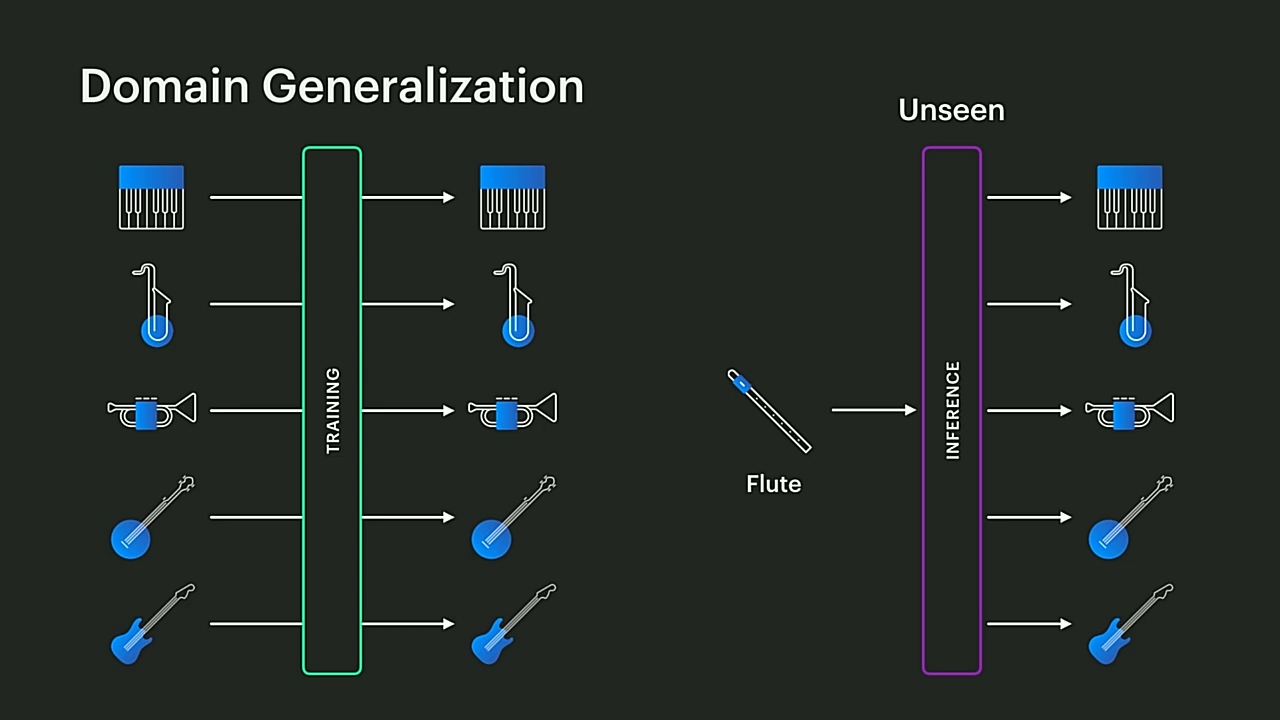 Domain Generalization
Unseen
TRAINING
INFERENCE
Flute